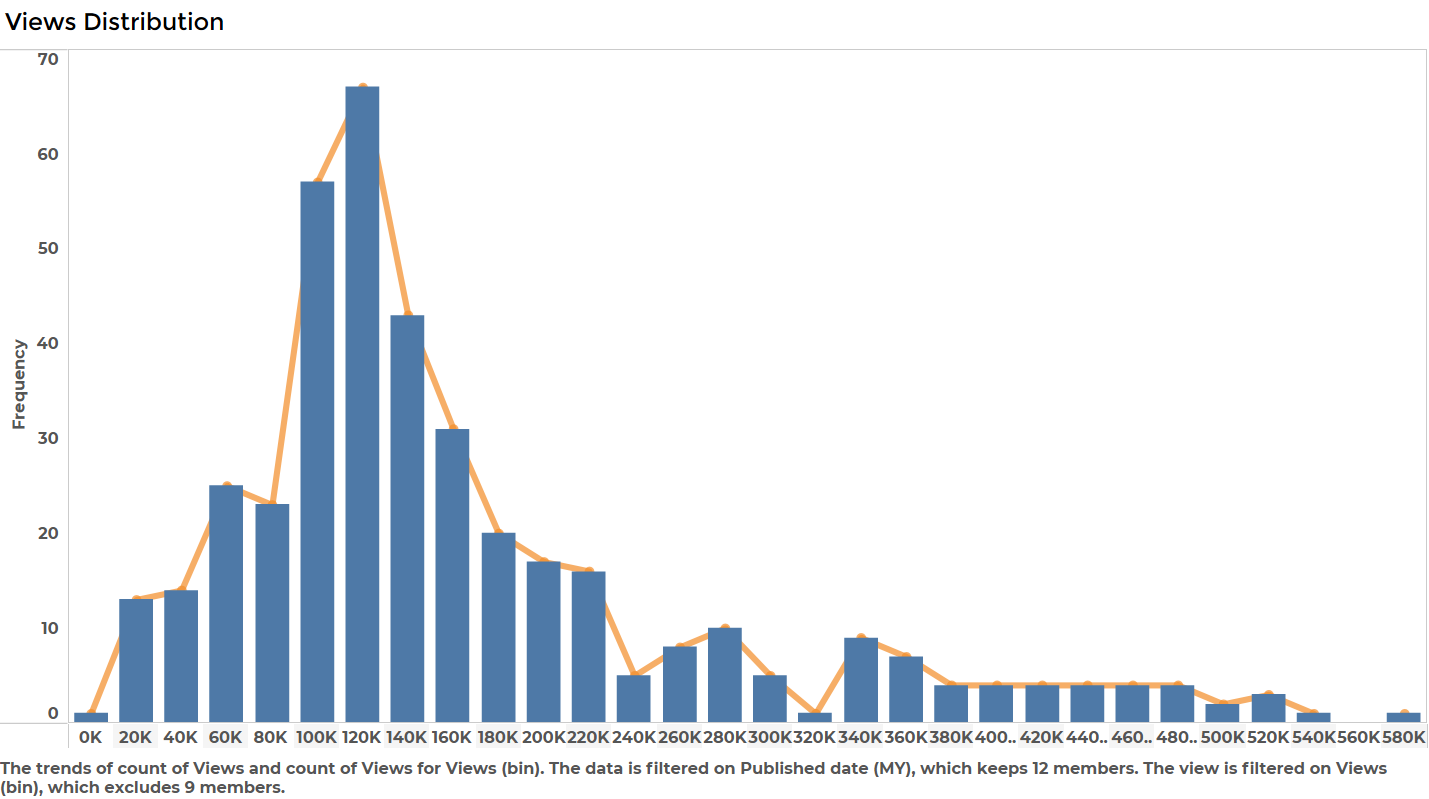 Views Distribution
70
60
50
40
30
20
10
0
Frequency
0K 20K 40K 60K 80K 100K 120K 140K 160K 180K 200K 220K 240K 260K 280K 300K 320K 340K 360K 380K 400.. 420K 440.. 460.. 480.. 500K 520K 540K 560K 580K
The trends of count of Views and count of Views for Views (bin). The data is filtered on Published date (MY), which keeps 12 members. The view is filtered on Views
(bin), which excludes 9 members.